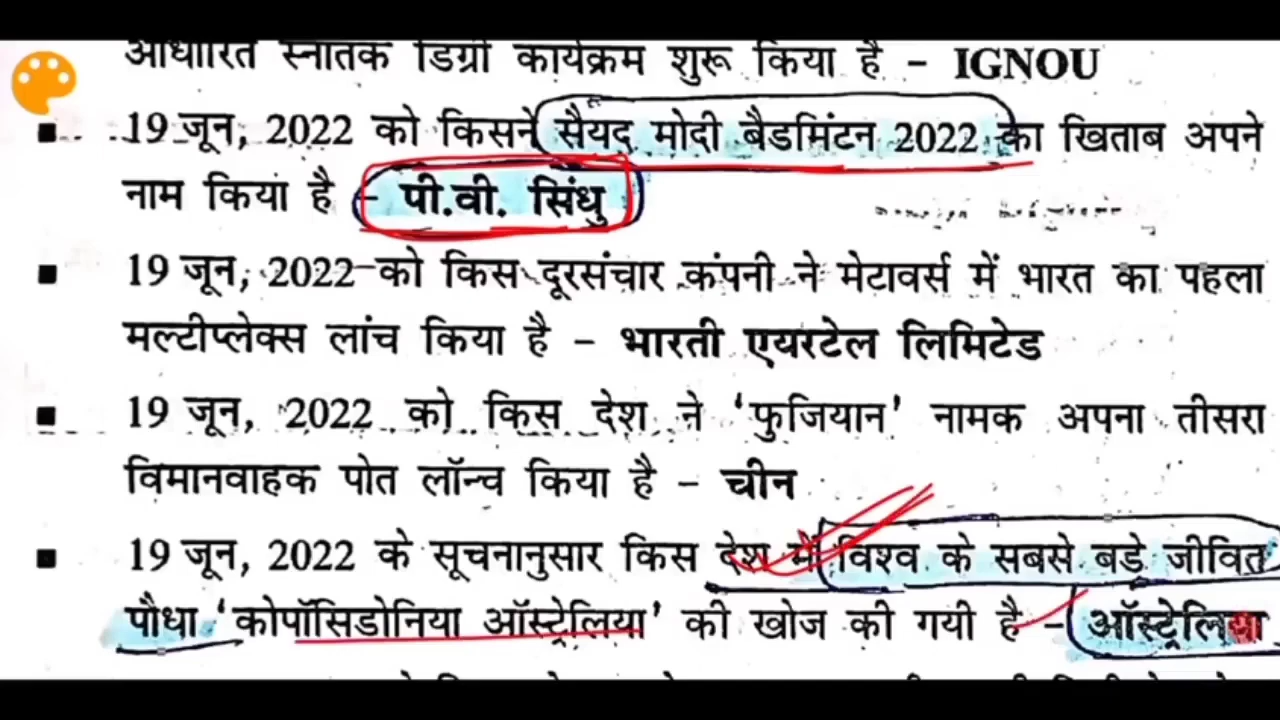 आधारित स्नातक डिग्री कार्यक्रम शुरू किया है - IGNOU
■ 19 जून, 2022 को किसने सैयद मोदी बैडमिंटन 2022 का खिताब अपने
नाम किया है - पी.वी. सिंधु
■ 19 जून, 2022 को किस दूरसंचार कंपनी ने मेटावर्स में भारत का पहला
मल्टीप्लेक्स लांच किया है - भारती एयरटेल लिमिटेड
■ 19 जून, 2022 को किस देश ने 'फुजियान' नामक अपना तीसरा
विमानवाहक पोत लॉन्च किया है - चीन
■ 19 जून, 2022 के सूचनानुसार किस देश में विश्व के सबसे बडे जीवित
पौधा 'कोपॉसिडोनिया ऑस्ट्रेलिया' की खोज की गयी है - ऑस्ट्रेलिया